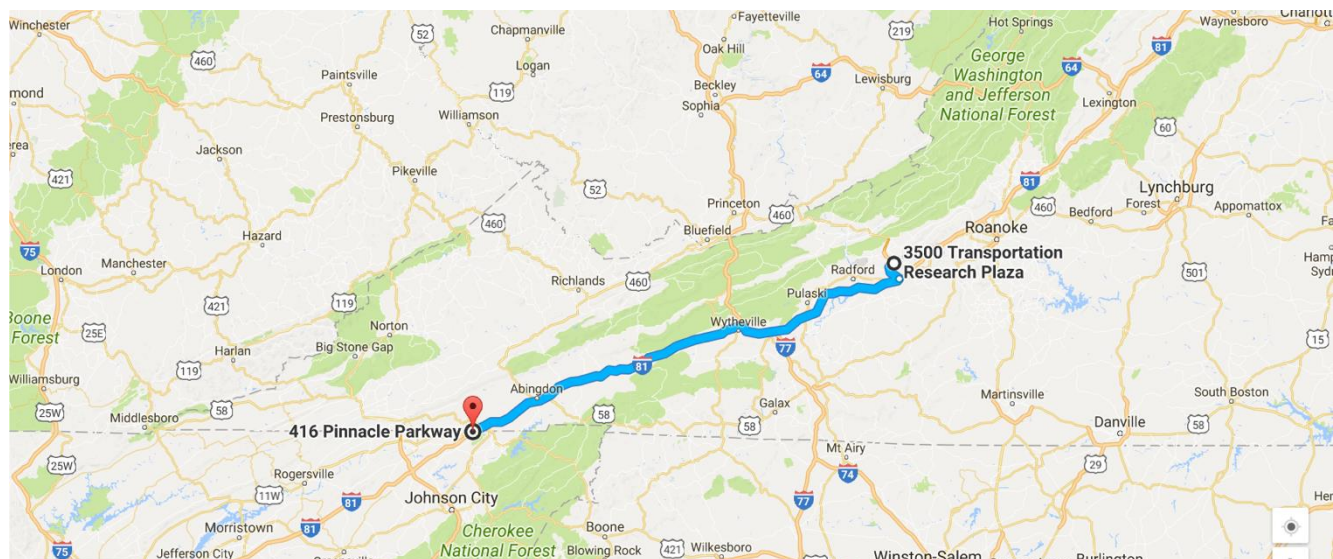 Winchester
Fayetteville
Hot Springs
Waynesboro
Chapmanville
52
219
81
460
Oak Hill
George
Washington
and Jefferson
National Forest
Paintsville
Logan
64
Lewisburg
64
119
Beckley
Lexington
Sophia
Prestonsburg
Williamson
60
Jackson
421
Pikeville
52
81
Lynchburg
460
Princeton
460
460
Bedford
Forest
Appomattox
Bluefield
Roanoke
Hazard
75
3500 Transportation
Research Plaza
London
Manchester
Richlands
460
Radford
501
Pulaski
119
421
Boone
Forest
Norton
Wytheville
25E
Big Stone Gap
77
15
Harlan
81
119
Williamsburg
Abingdon
Martinsville
South Boston
58
58
Galax
25W
Middlesboro
416 Pinnacle Parkway
58
58
Danville
Mt Airy
25W
Rogersville
29
74
11W
81
Johnson City
77
Morristown
81
Cherokee
National Forest
Boone
75
Jefferson City
Blowing Rock
421
Wilkesboro
Winston-Salem
Burlington